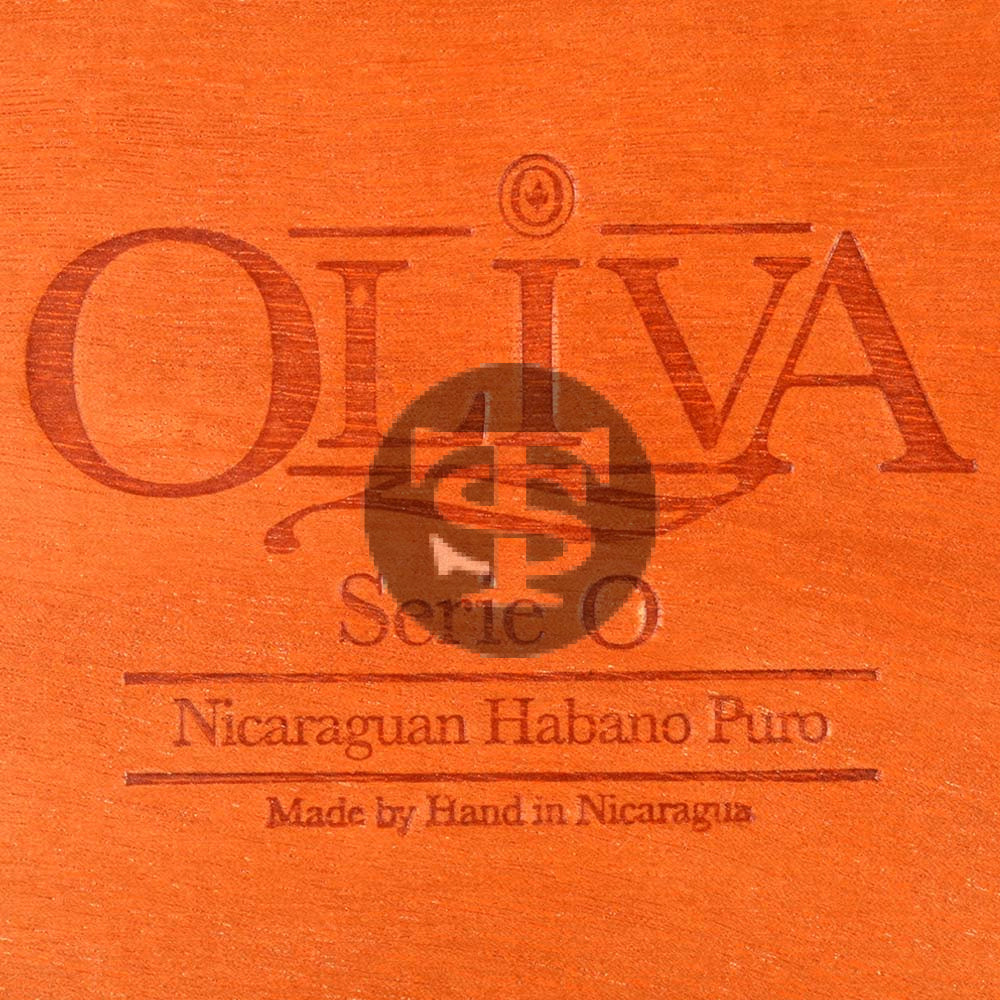 OLIVA
Serie O
Nicaraguan Habano Puro
Made by Hand in Nicaragua